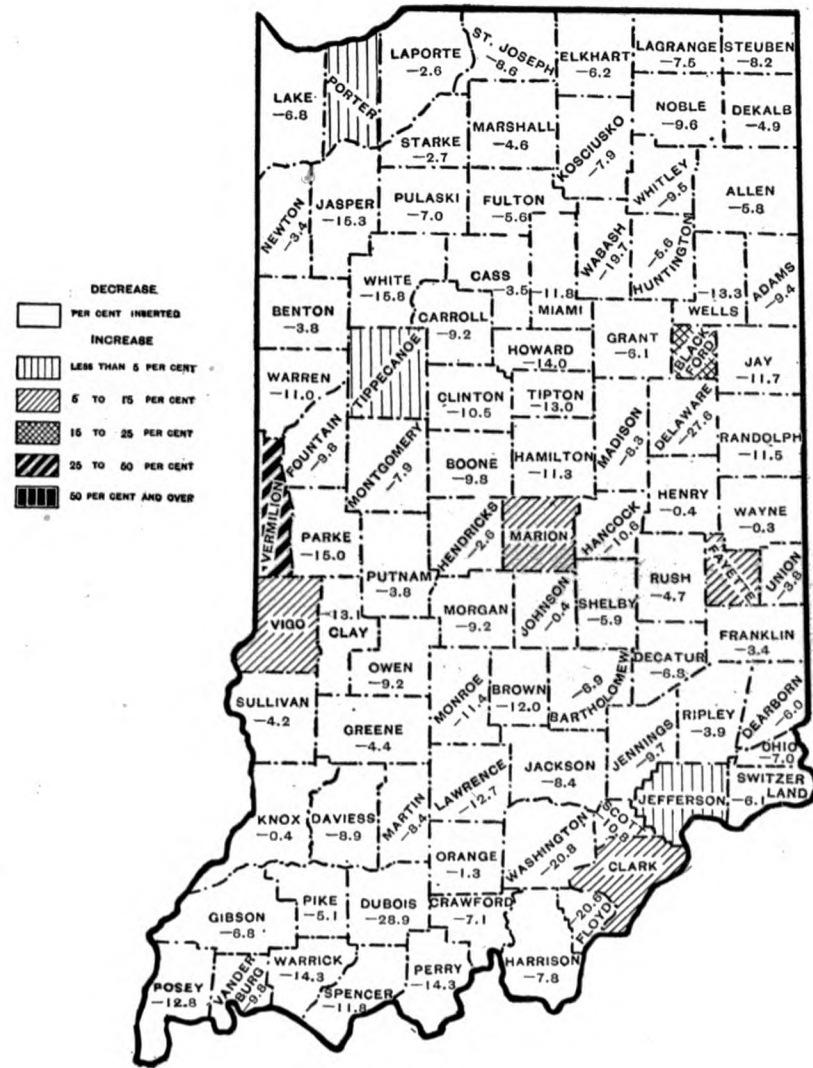 LAPORTE
−2.6
ST. JOSEPH
−8.6
ELKHART
−6.2
LAGRANGE
−7.5
STEUBEN
−8.2
LAKE
−6.8
PORTER
NOBLE
−9.6
DEKALB
−4.9
STARKE
−2.7
MARSHALL
−4.6
KOSCIUSKO
−7.9
WHITLEY
−9.5
ALLEN
−5.8
NEWTON
−3.4
JASPER
−15.3
PULASKI
−7.0
FULTON
−5.6
WABASH
−19.7
−5.6
HUNTINGTON
WHITE
−15.8
CASS
−3.5
−11.8
MIAMI
−13.3
WELLS
ADAMS
−9.4
DECREASE
PER CENT INSERTED
INCREASE
LESS THAN 5 PER CENT
5 TO 15 PER CENT
15 TO 25 PER CENT
25 TO 50 PER CENT
50 PER CENT AND OVER
BENTON
−3.8
CARROLL
−9.2
GRANT
−6.1
BLACK
FORD
JAY
−11.7
WARREN
−11.0
TIPPECANOE
HOWARD
−14.0
CLINTON
−10.5
TIPTON
−13.0
MADISON
−8.3
DELAWARE
−27.6
RANDOLPH
−11.5
FOUNTAIN
−9.8
MONTGOMERY
−7.9
BOONE
−9.8
HAMILTON
−11.3
HENRY
−0.4
WAYNE
−0.3
VERMILION
PARKE
−15.0
HENDRICKS
−2.6
MARION
HANCOCK
−10.6
FAYETTE
UNION
−3.8
PUTNAM
−3.8
RUSH
−4.7
VIGO
−13.1
CLAY
MORGAN
−9.2
JOHNSON
−0.4
SHELBY
−5.9
FRANKLIN
−3.4
OWEN
−9.2
DECATUR
SULLIVAN
−4.2
MONROE
−11.4
BROWN
−12.0
−8.9
BARTHOLOMEW
RIPLEY
−3.9
DEARBORN
−6.0
GREENE
−4.4
JENNINGS
−9.7
OHIO
−7.0
JACKSON
−8.4
SWITZER
LAND
−6.1
JEFFERSON
KNOX
−0.4
DAVIESS
−8.9
MARTIN
−8.4
LAWRENCE
−12.7
WASHINGTON
−20.8
SCOTT
−10.8
ORANGE
−1.3
CLARK
GIBSON
−6.8
PIKE
−5.1
DUBOIS
−28.9
CRAWFORD
−7.1
−20.6
FLOYD
HARRISON
−7.8
POSEY
−12.8
VANDER
BURG
−9.8
WARRICK
−14.3
SPENCER
−11.8
PERRY
−14.3